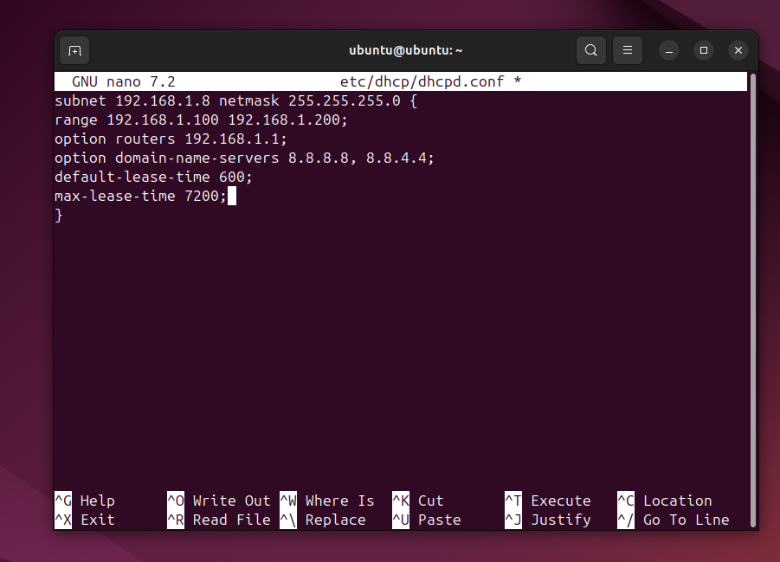 ubuntu@ubuntu: ~
GNU nano 7.2 etc/dhcp/dhcpd.conf *
subnet 192.168.1.8 netmask 255.255.255.0 {
range 192.168.1.100 192.168.1.200;
option routers 192.168.1.1;
option domain-name-servers 8.8.8.8, 8.8.4.4;
default-lease-time 600;
max-lease-time 7200;
}
^G Help ^O Write Out ^W Where Is ^K Cut ^T Execute ^C Location
^X Exit ^R Read File ^\ Replace ^U Paste ^J Justify ^/ Go To Line